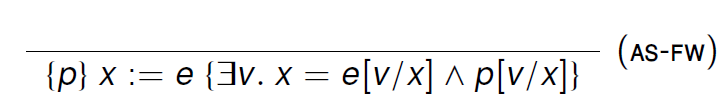 (AS-FW)
{p} x := e {∃v. x = e[v/x] ∧ p[v/x]}